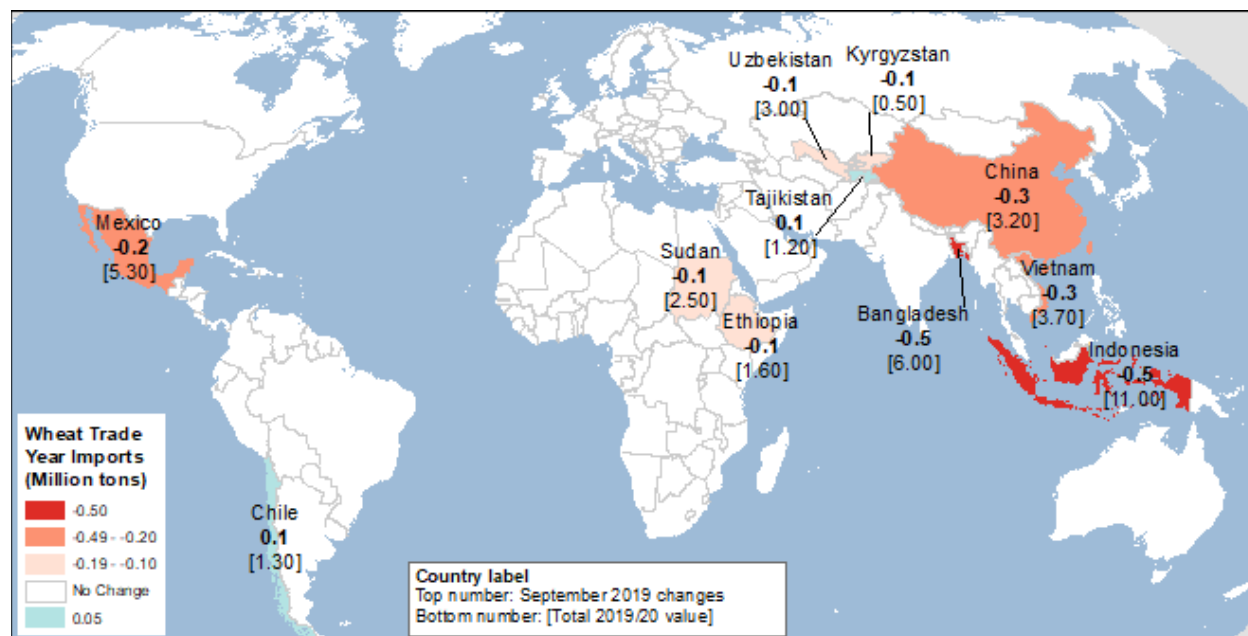 Uzbekistan
-0.1
[3.00]
Kyrgyzstan
-0.1
[0.50]
China
-0.3
[3.20]
Tajikistan
0.1
[1.20]
Mexico
-0.2
[5.30]
Sudan
-0.1
[2.50]
Ethiopia
-0.1
[1.60]
Bangladesh
-0.5
[6.00]
Vietnam
-0.3
[3.70]
Indonesia
-0.5
[11.00]
Chile
0.1
[1.30]
Wheat Trade
Year Imports
(Million tons)
-0.50
-0.49 - -0.20
-0.19 - -0.10
No Change
0.05
Country label
Top number: September 2019 changes
Bottom number: [Total 2019/20 value]